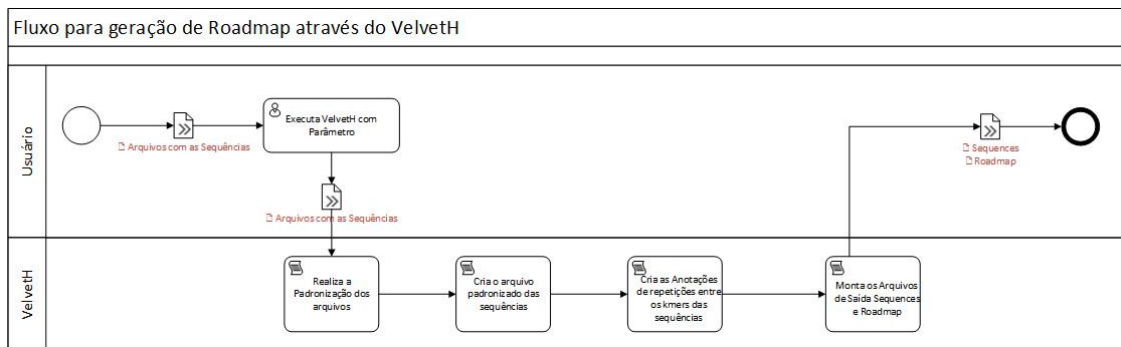 Fluxo para geração de Roadmap através do VelvetH
Usuário
Arquivos com as Sequências
Executa VelvetH com
Parâmetro
Arquivos com as Sequências
Sequences
Roadmap
VelvetH
Realiza a
Padronização dos
arquivos
Cria o arquivo
padronizado das
sequências
Cria as Anotações
de repetições entre
os kmers das
sequências
Monta os Arquivos
de Saída Sequences
e Roadmap